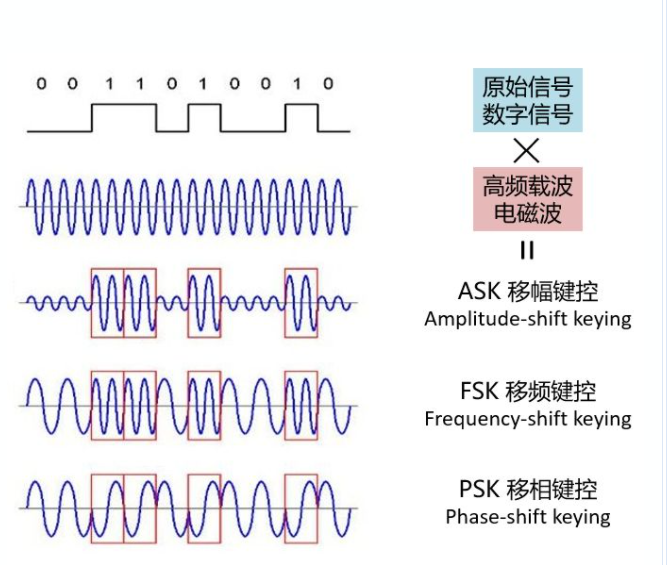 0 0 1 1 0 1 0 0 1 0
原始信号
数字信号
×
高频载波
电磁波
=
ASK 移幅键控
Amplitude-shift keying
FSK 移频键控
Frequency-shift keying
PSK 移相键控
Phase-shift keying